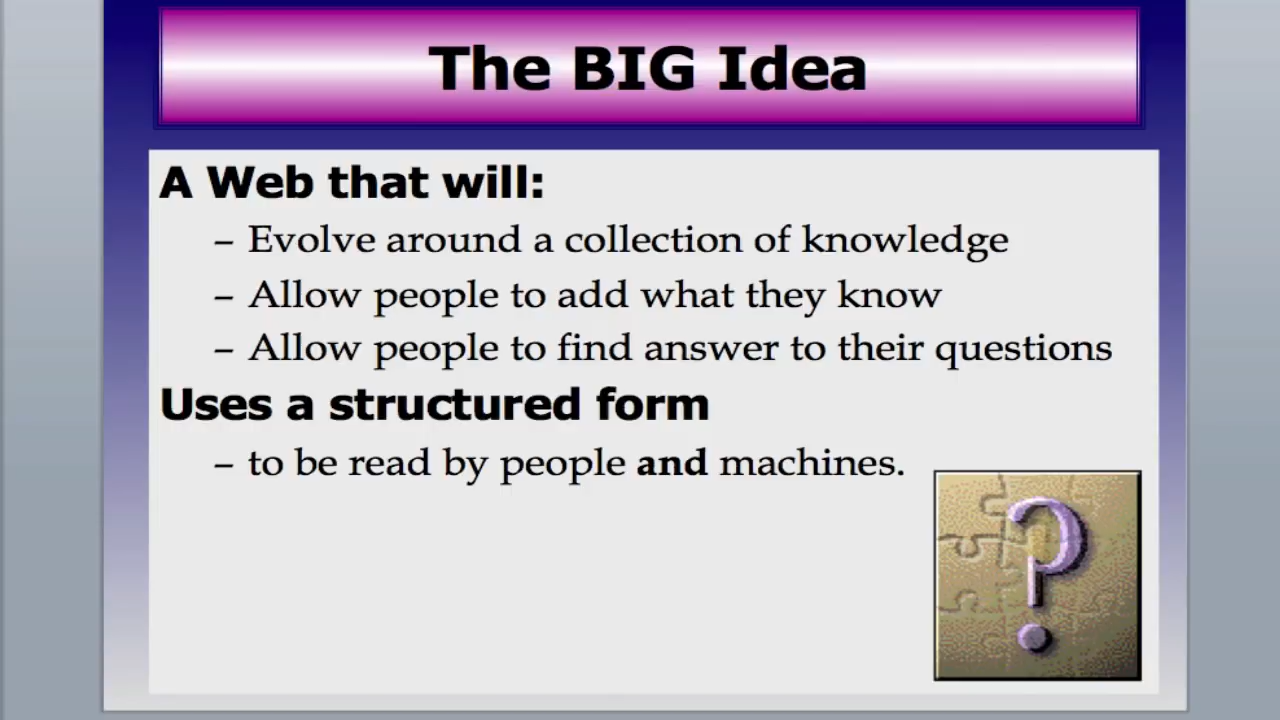 The BIG Idea
A Web that will:
– Evolve around a collection of knowledge
– Allow people to add what they know
– Allow people to find answer to their questions
Uses a structured form
– to be read by people and machines.
?